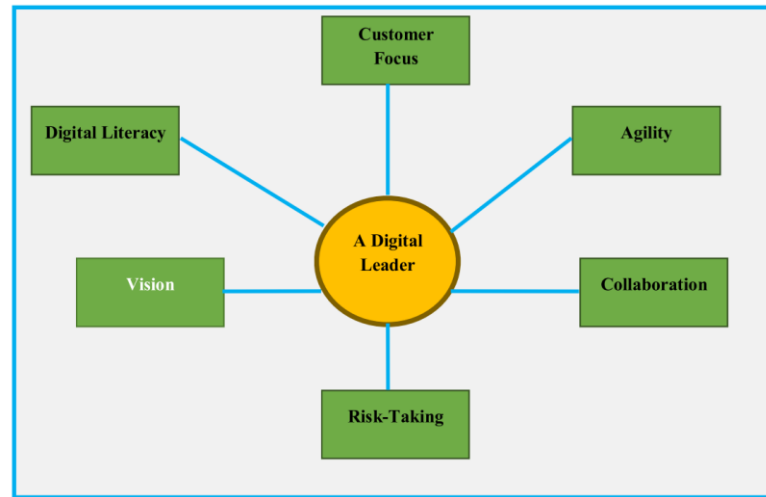 Customer
Focus
Digital Literacy
Agility
A Digital
Leader
Vision
Collaboration
Risk-Taking